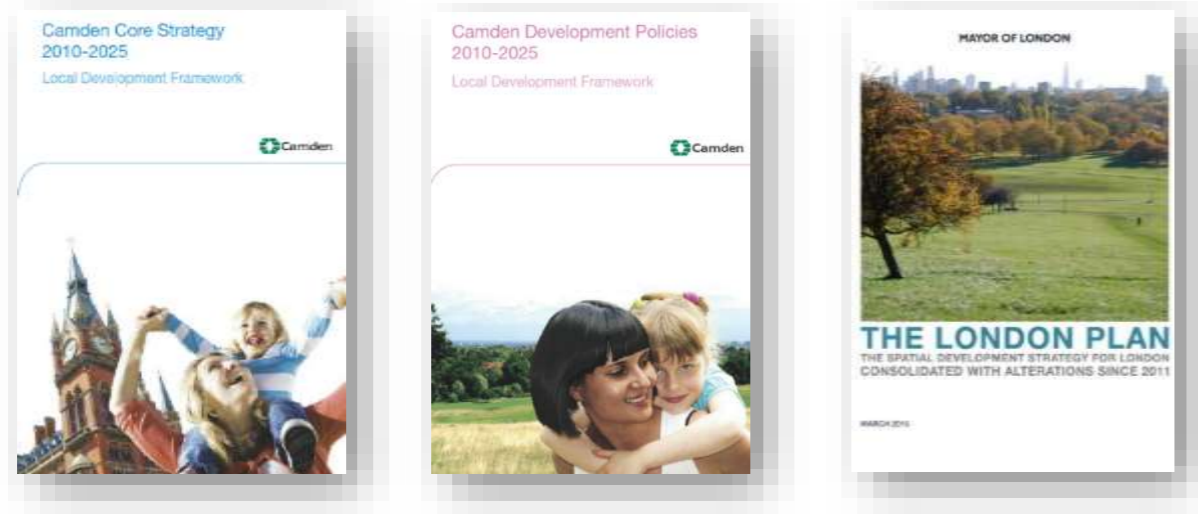 Camden Core Strategy
2010-2025
Local Development Framework
Camden
Camden Development Policies
2010-2025
Local Development Framework
Camden
MAYOR OF LONDON
THE LONDON PLAN
THE SPATIAL DEVELOPMENT STRATEGY FOR LONDON
CONSOLIDATED WITH ALTERATIONS SINCE 2011
MARCH